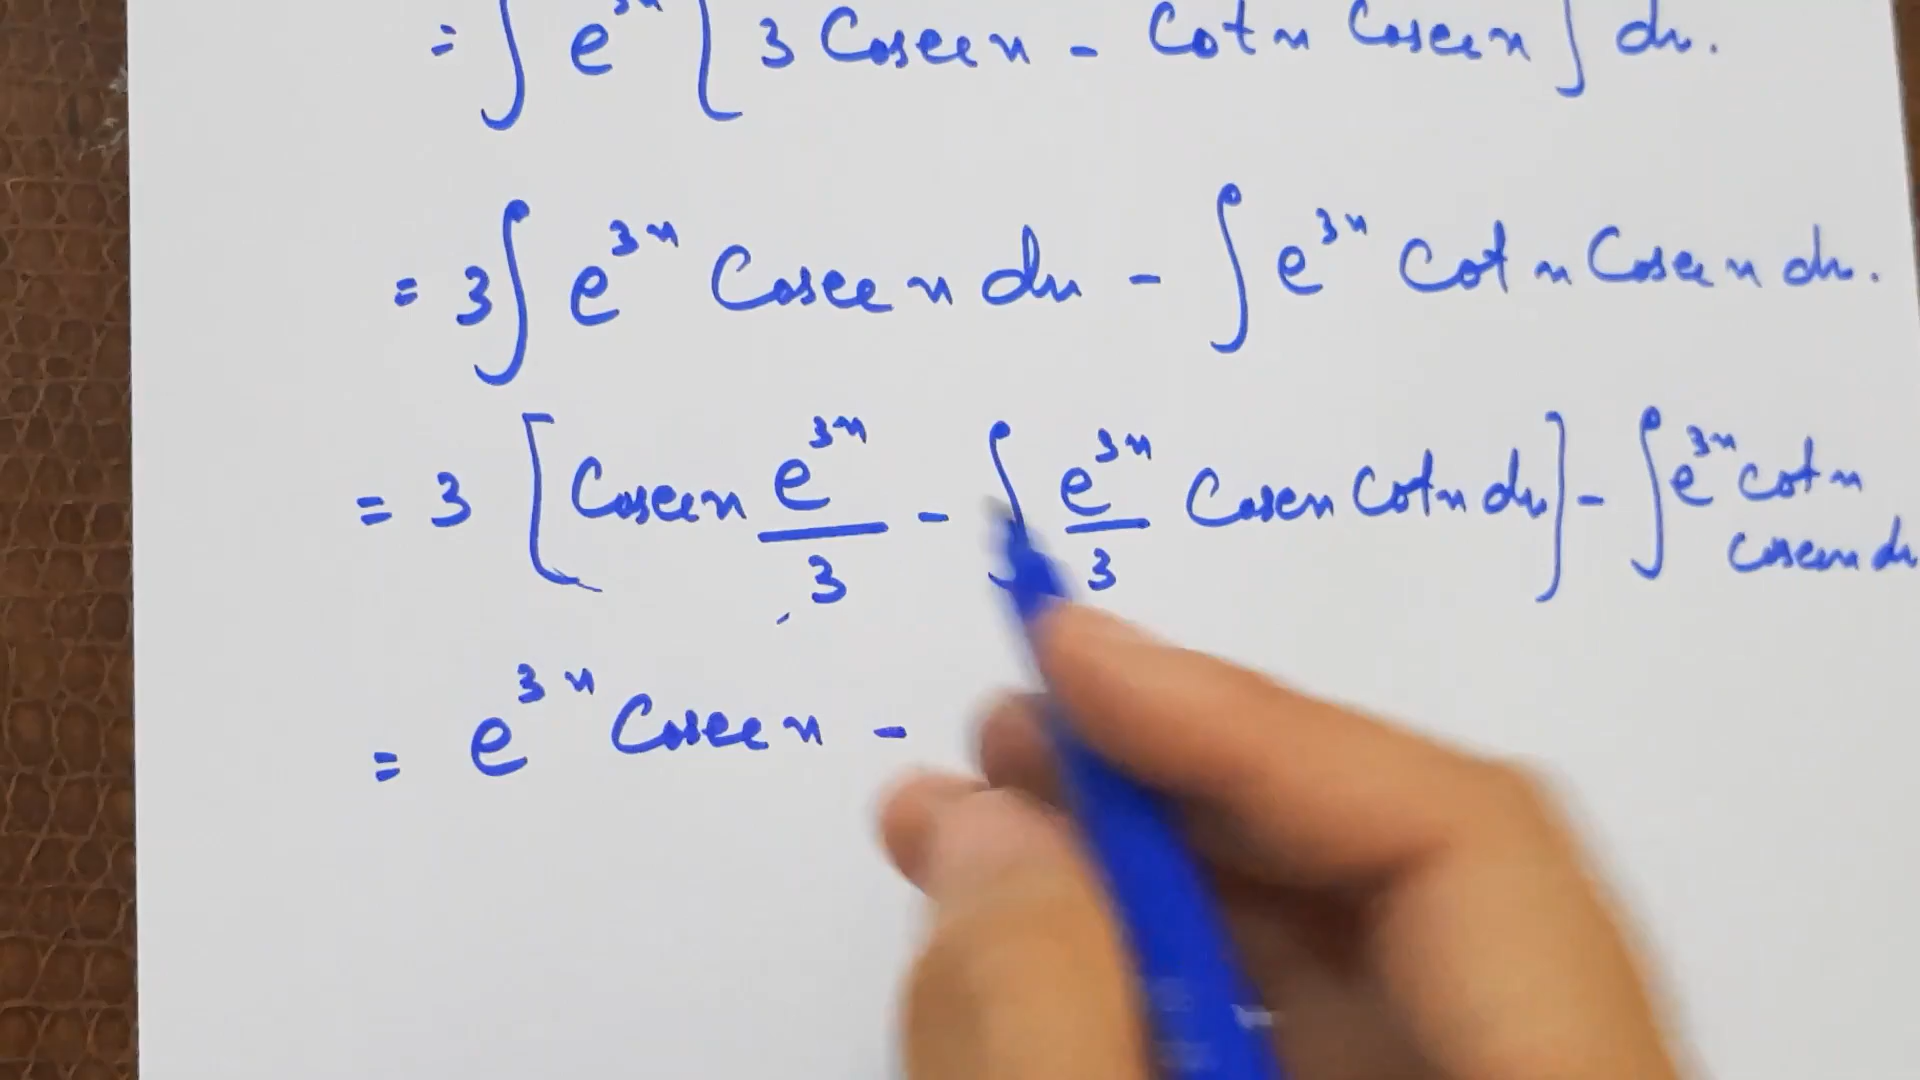 = ∫ e^{3x} [ 3 Cosec x - Cot x Cosec x ] dx.
= 3 ∫ e^{3x} Cosec x dx - ∫ e^{3x} Cot x Cosec x dx.
= 3 [ Cosec x e^{3x}/3 - ∫ e^{3x}/3 Cosec x Cot x dx ] - ∫ e^{3x} cot x cosec x dx
= e^{3x} Cosec x -